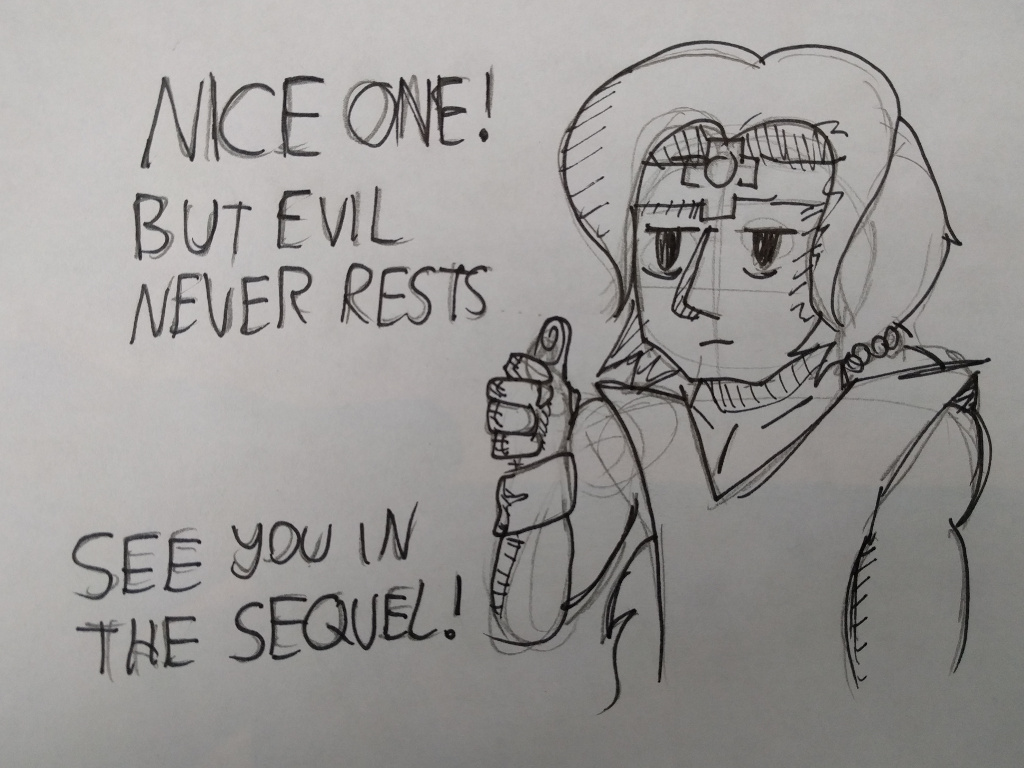 NICE ONE!
BUT EVIL
NEVER RESTS
SEE YOU IN
THE SEQUEL!